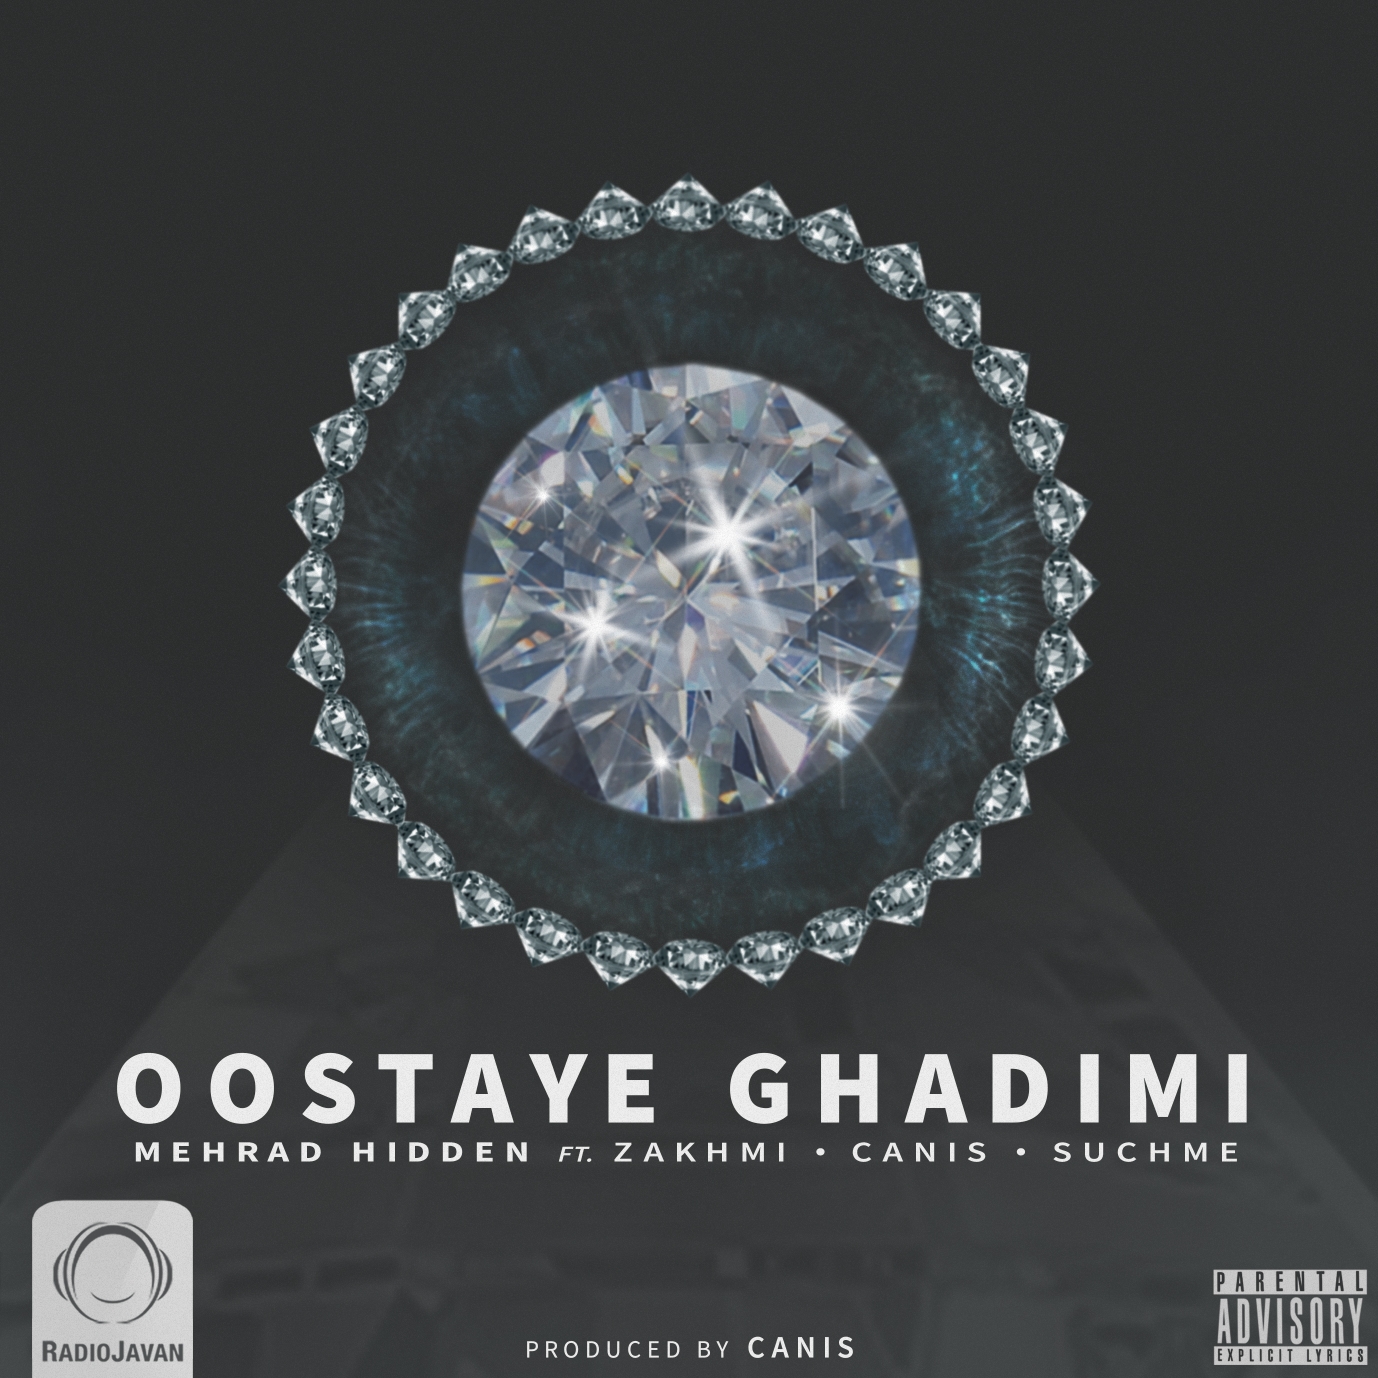 OOSTAYE GHADIMI
MEHRAD HIDDEN FT. ZAKHMI • CANIS • SUCHME
RADIOJAVAN
PRODUCED BY CANIS
PARENTAL
ADVISORY
EXPLICIT LYRICS